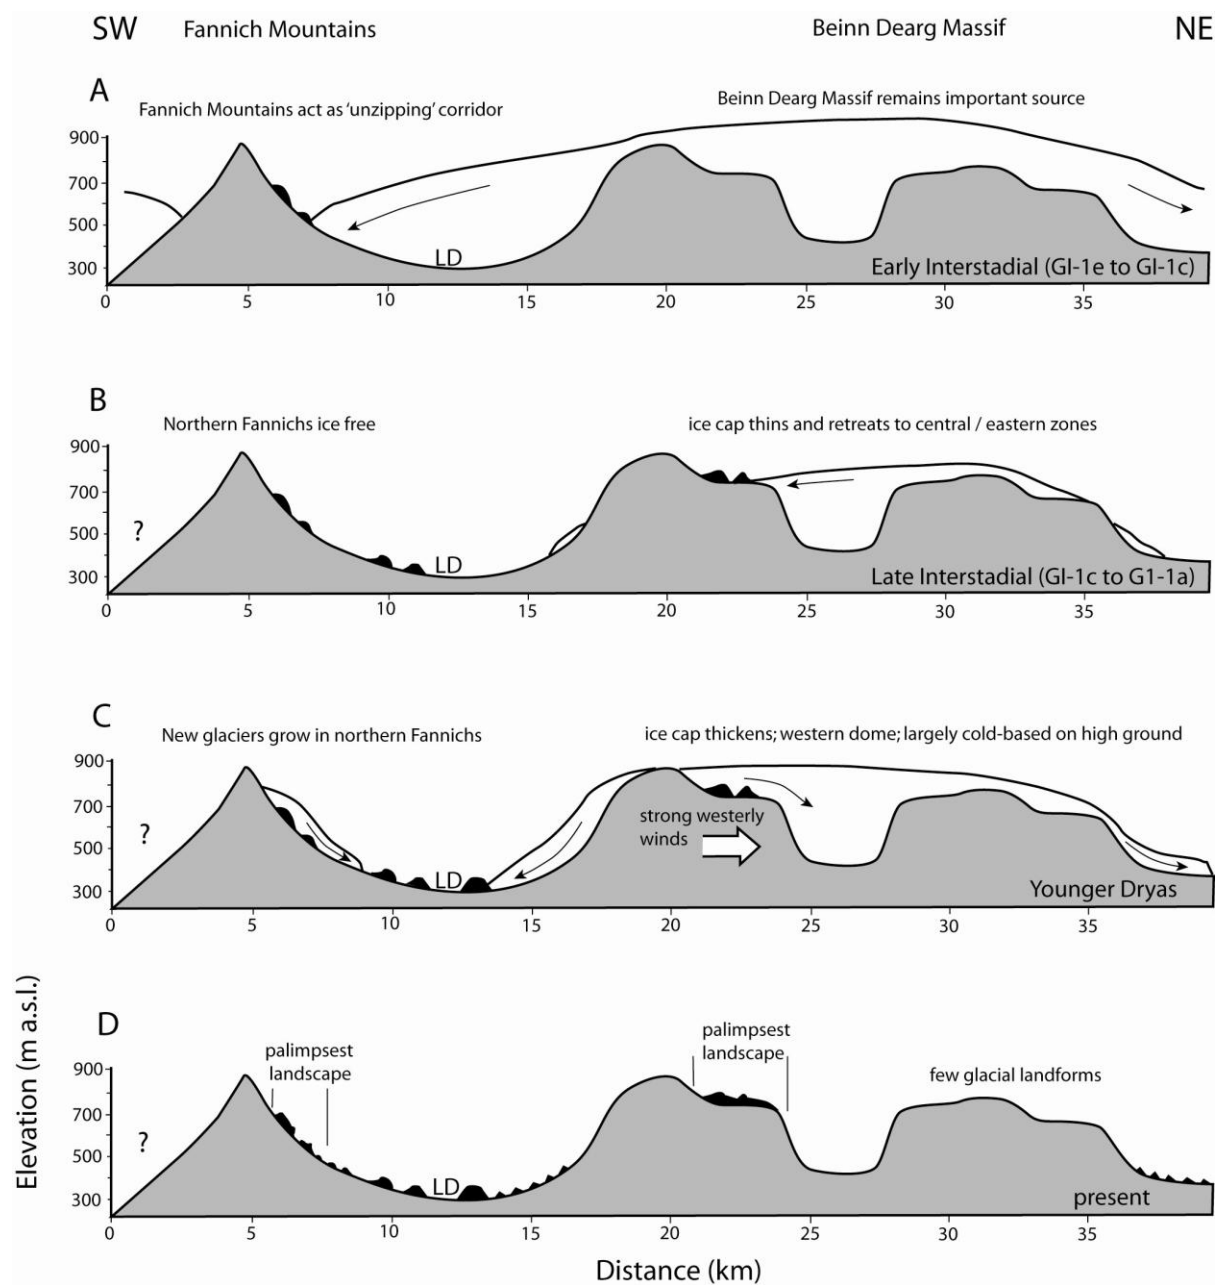 SW Fannich Mountains Beinn Dearg Massif NE
A
Fannich Mountains act as ‘unzipping’ corridor
Beinn Dearg Massif remains important source
900
700
500
300
LD
Early Interstadial (GI-1e to GI-1c)
0 5 10 15 20 25 30 35
B
Northern Fannichs ice free
ice cap thins and retreats to central / eastern zones
900
700
500
300
?
LD
Late Interstadial (GI-1c to G1-1a)
0 5 10 15 20 25 30 35
C
New glaciers grow in northern Fannichs
ice cap thickens; western dome; largely cold-based on high ground
900
700
500
300
?
strong westerly
winds
LD
Younger Dryas
0 5 10 15 20 25 30 35
D
palimpsest
landscape
palimpsest
landscape
few glacial landforms
900
700
500
300
?
LD
present
0 5 10 15 20 25 30 35
Elevation (m a.s.l.)
Distance (km)